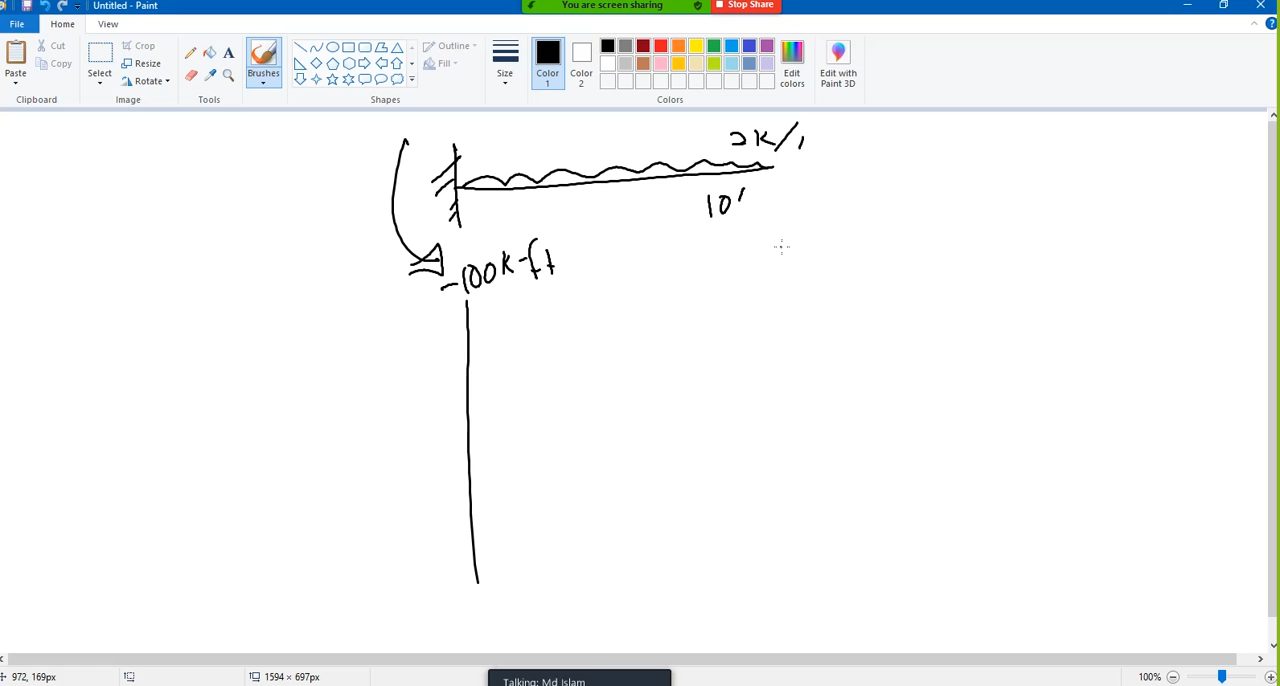 Untitled - Paint
You are screen sharing
Stop Share
File
Home
View
Paste
Cut
Copy
Clipboard
Select
Crop
Resize
Rotate
Image
A
Tools
Brushes
Outline
Fill
Shapes
Size
Color 1
Color 2
Edit colors
Colors
Edit with Paint 3D
2K/'
10'
-100K-ft
972, 169px
1594 × 697px
Talking: Md Islam
100%